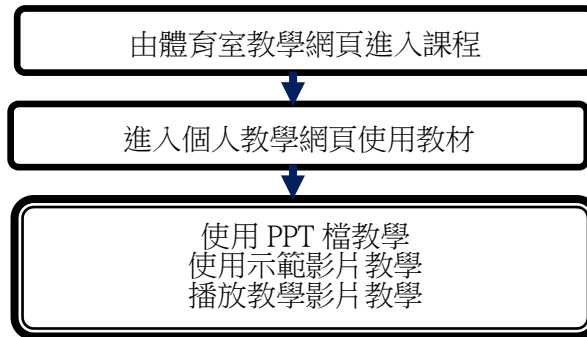 由體育室教學網頁進入課程
進入個人教學網頁使用教材
使用 PPT 檔教學
使用示範影片教學
播放教學影片教學